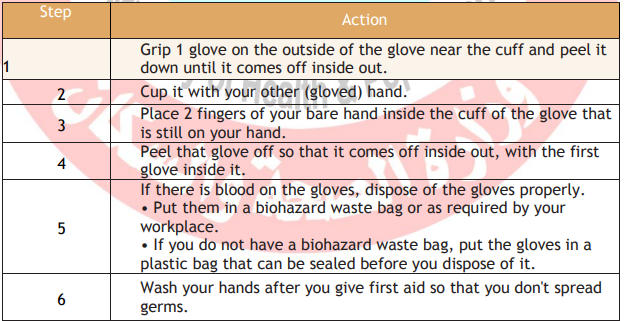 Step Action
1 Grip 1 glove on the outside of the glove near the cuff and peel it
down until it comes off inside out.
2 Cup it with your other (gloved) hand.
3 Place 2 fingers of your bare hand inside the cuff of the glove that
is still on your hand.
4 Peel that glove off so that it comes off inside out, with the first
glove inside it.
5 If there is blood on the gloves, dispose of the gloves properly.
• Put them in a biohazard waste bag or as required by your
workplace.
• If you do not have a biohazard waste bag, put the gloves in a
plastic bag that can be sealed before you dispose of it.
6 Wash your hands after you give first aid so that you don't spread
germs.